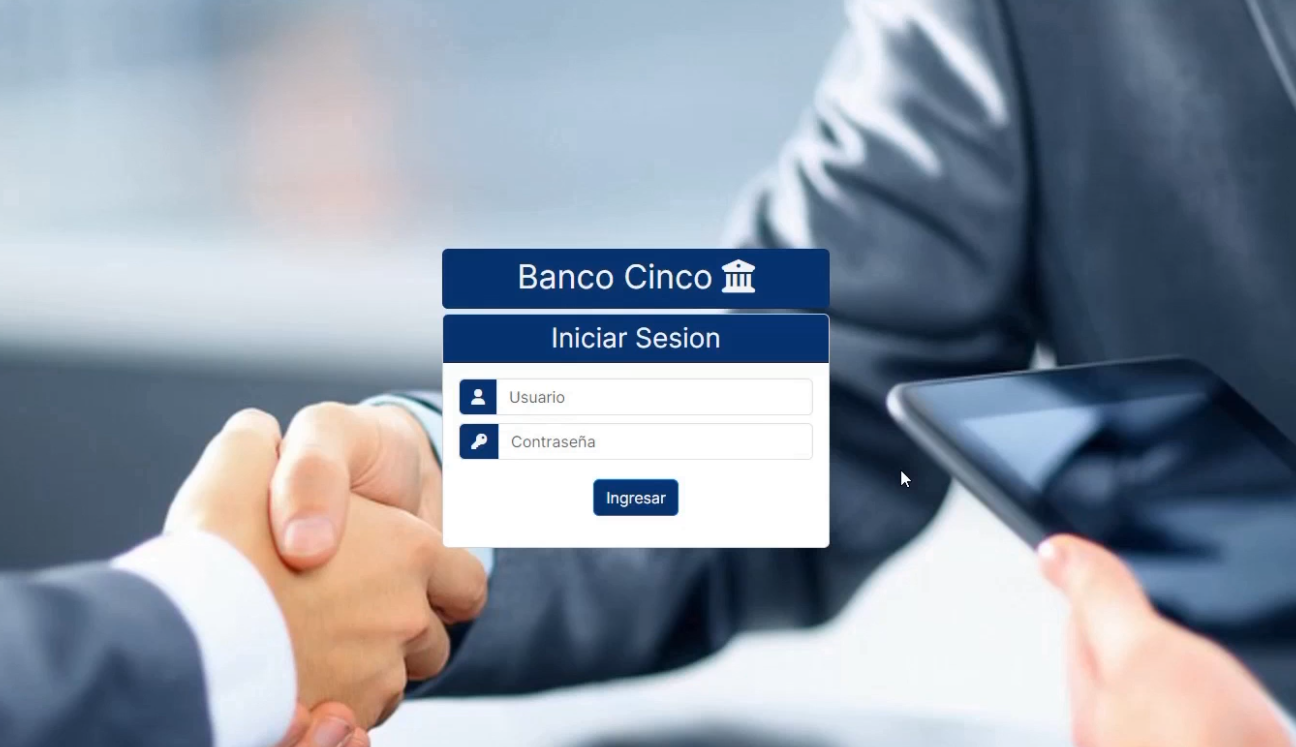 Banco Cinco
Iniciar Sesion
Usuario
Contraseña
Ingresar